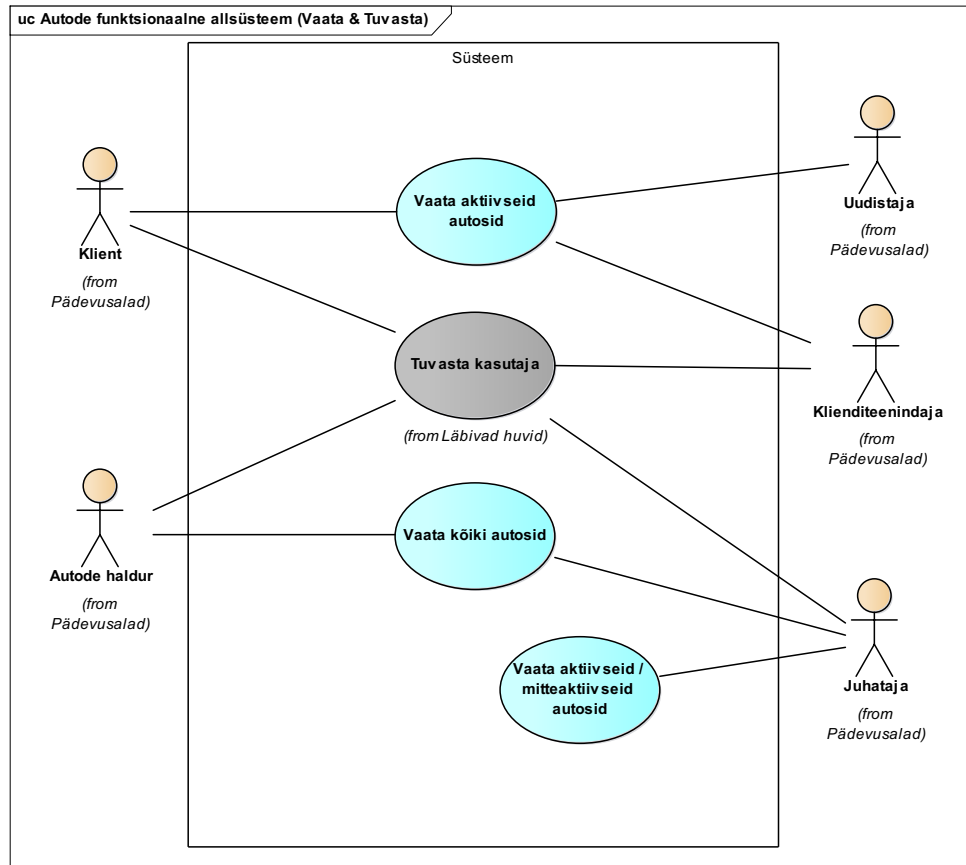 uc Autode funktsionaalne allsüsteem (Vaata & Tuvasta)
Süsteem
Klient
(from
Pädevusalad)
Vaata aktiivseid
autosid
Uudistaja
(from
Pädevusalad)
Tuvasta kasutaja
(from Läbivad huvid)
Klienditeenindaja
(from
Pädevusalad)
Autode haldur
(from
Pädevusalad)
Vaata kõiki autosid
Vaata aktiivseid /
mitteaktiivseid
autosid
Juhataja
(from
Pädevusalad)